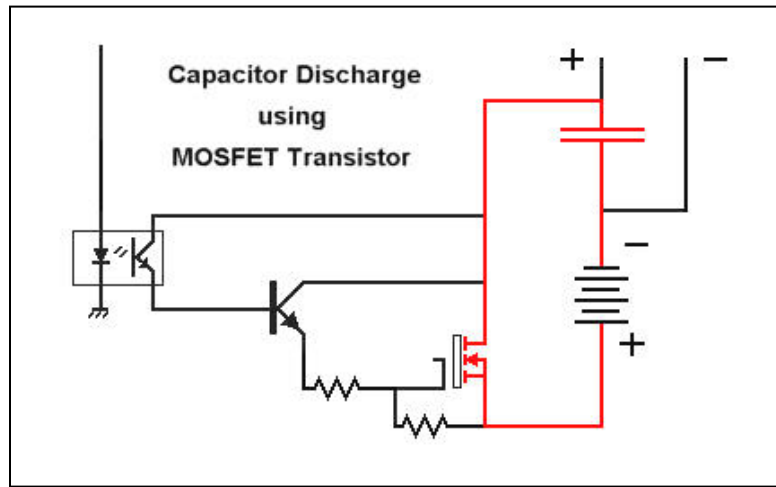 + −
Capacitor Discharge
using
MOSFET Transistor
−
+